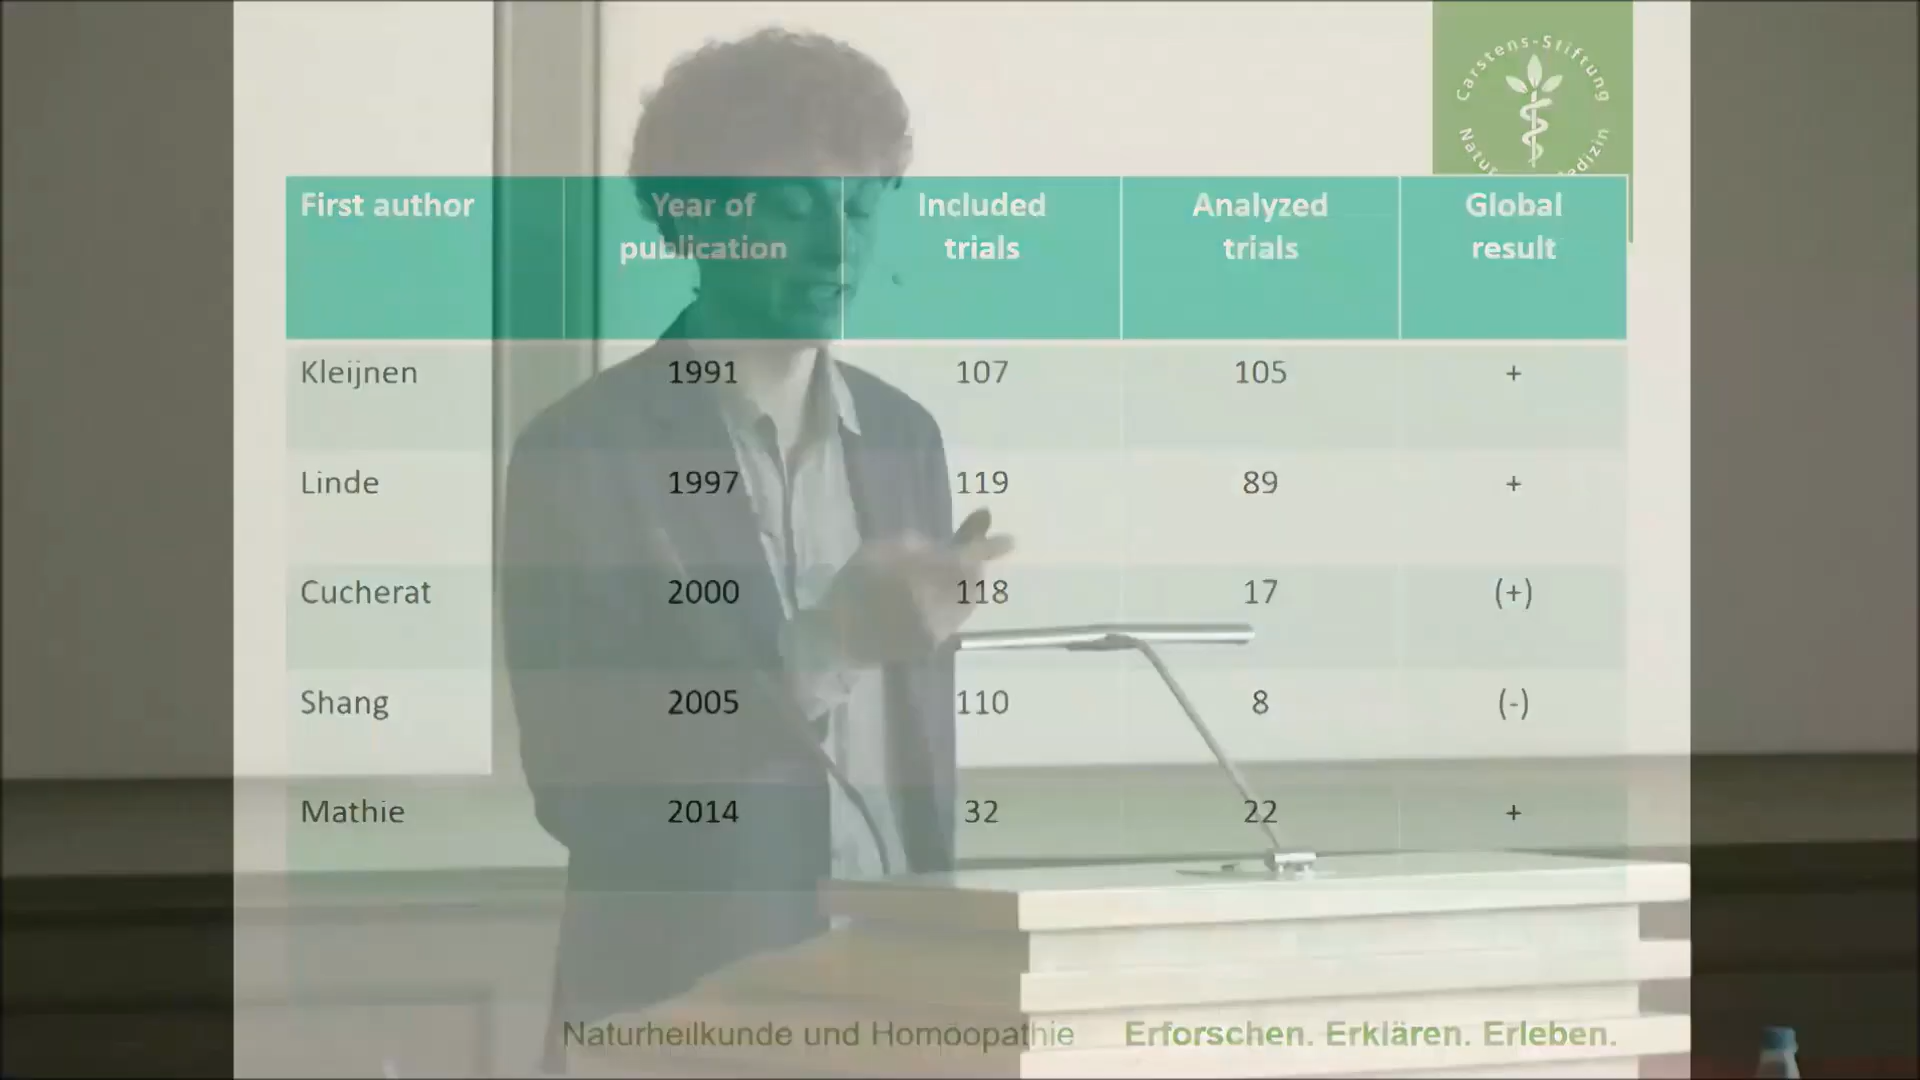 Carstens-Stiftung
First author Year of publication Included trials Analyzed trials Global result
Kleijnen 1991 107 105 +
Linde 1997 119 89 +
Cucherat 2000 118 17 (+)
Shang 2005 110 8 (-)
Mathie 2014 32 22 +
Naturheilkunde und Homöopathie Erforschen. Erklären. Erleben.